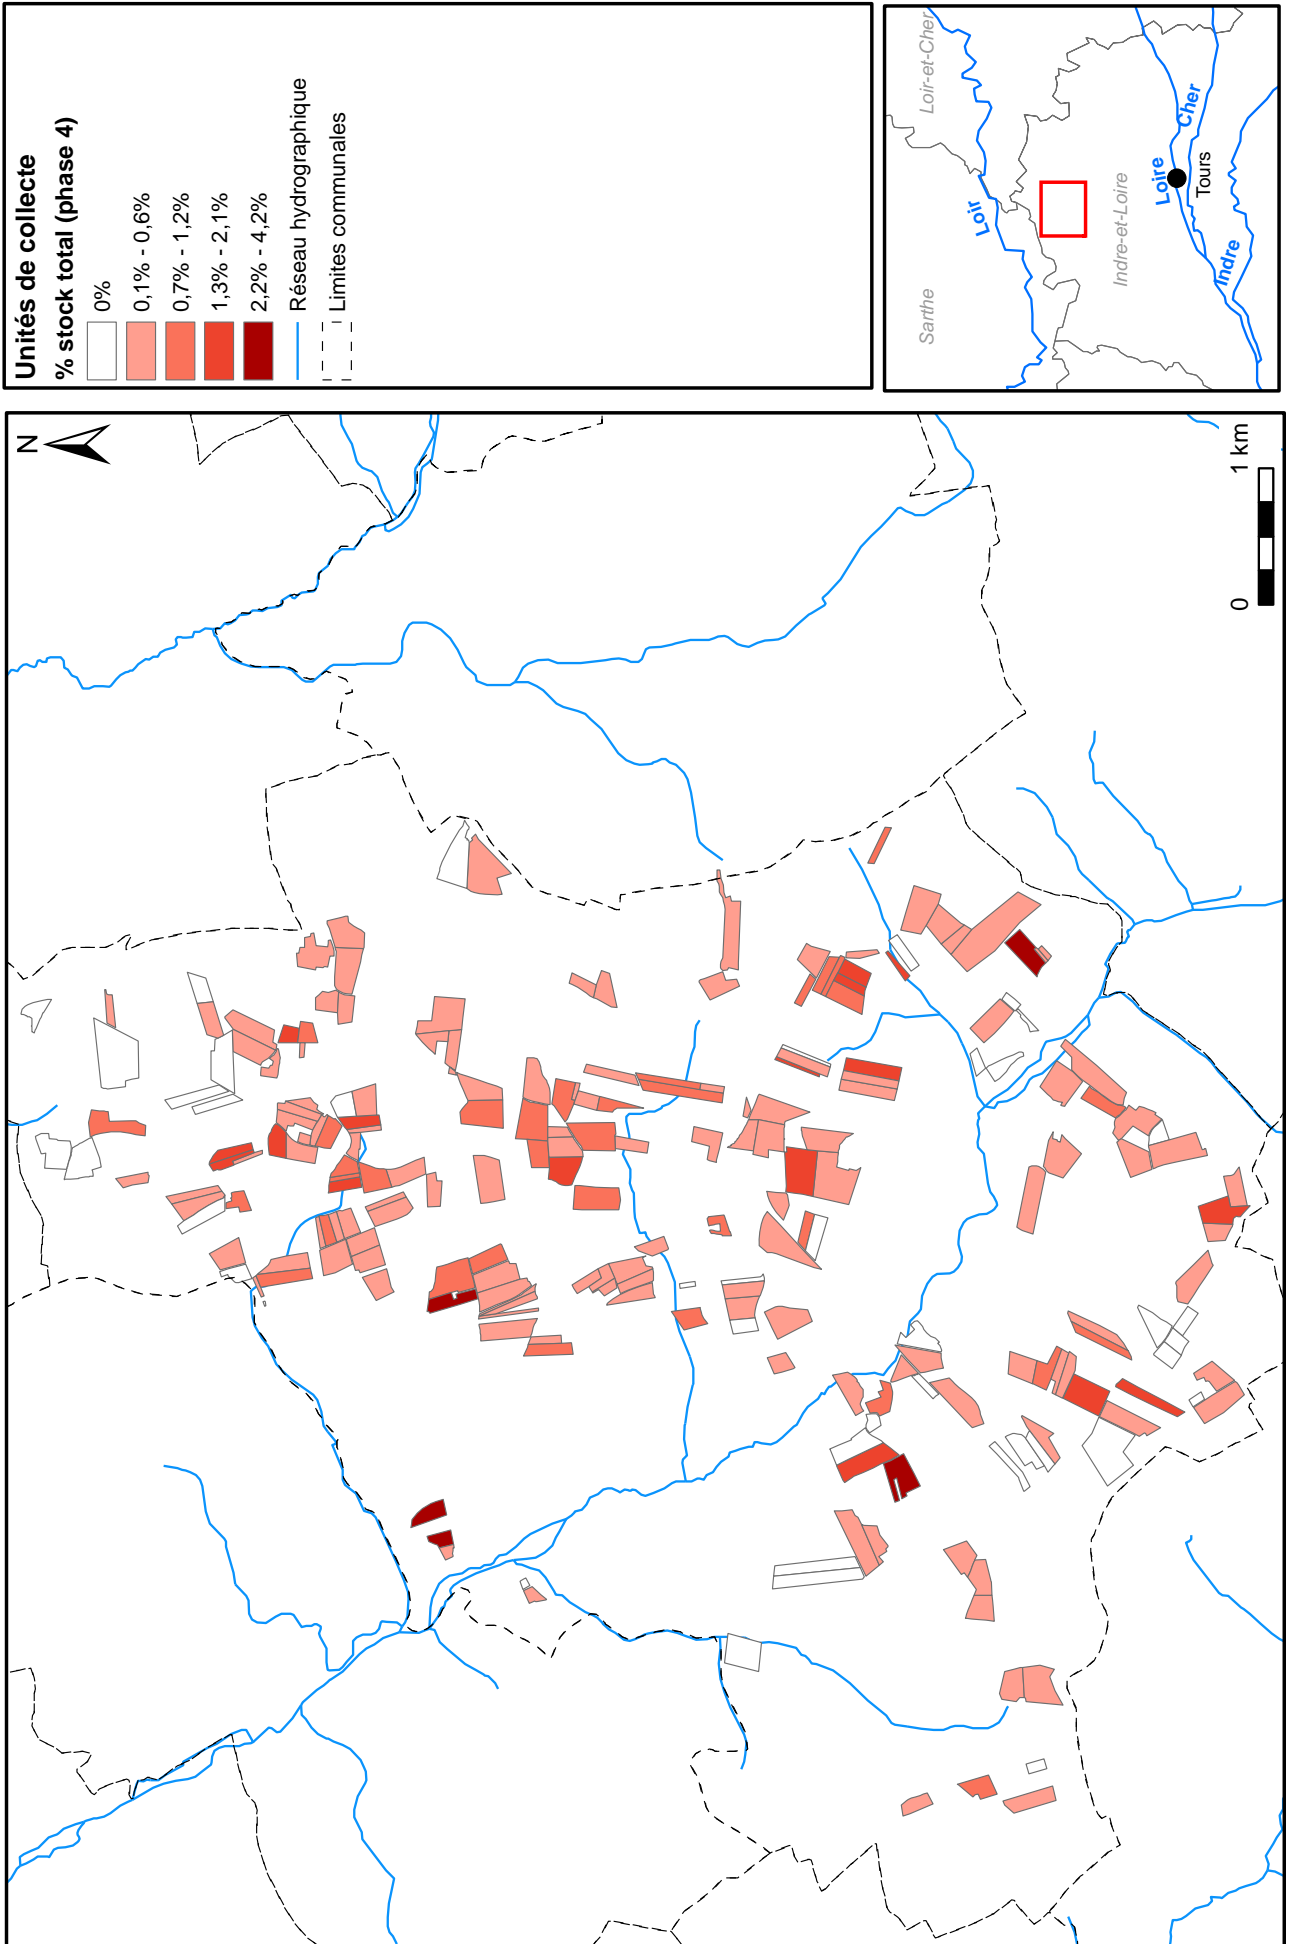 Unités de collecte
% stock total (phase 4)
0%
0,1% - 0,6%
0,7% - 1,2%
1,3% - 2,1%
2,2% - 4,2%
Réseau hydrographique
Limites communales
Sarthe
Loir-et-Cher
Loir
Indre-et-Loire
Loire
Cher
Tours
Indre
N
0 1 km